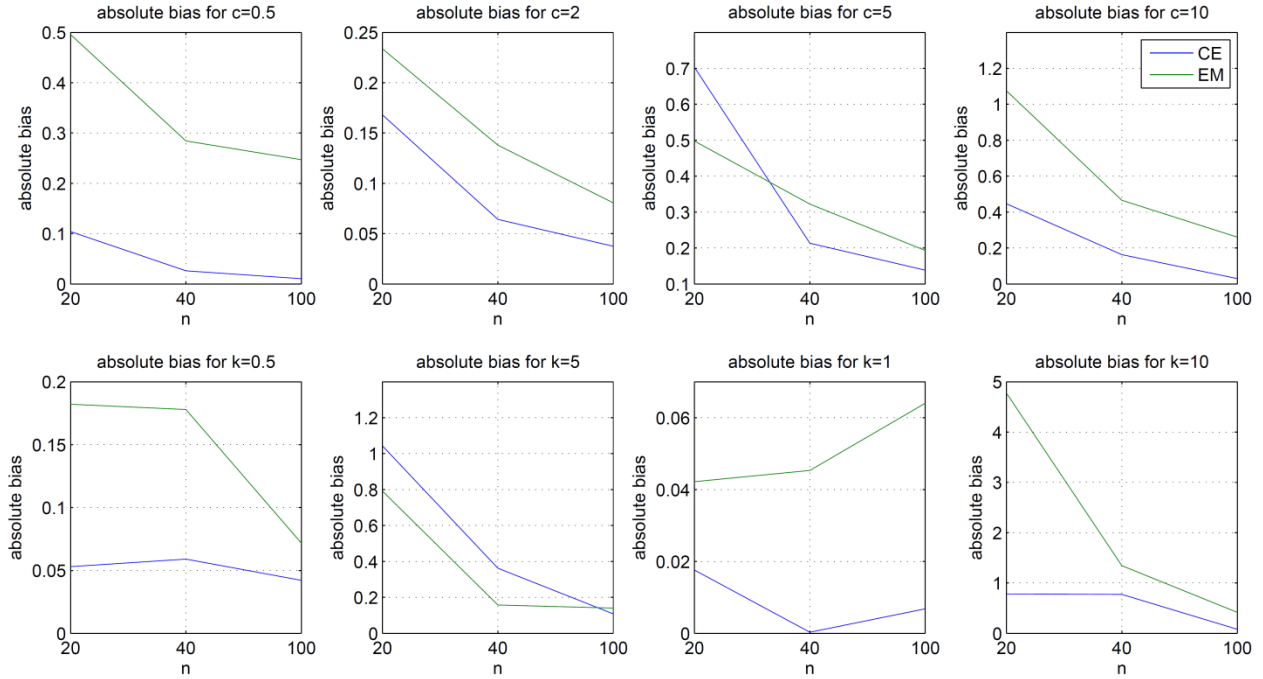 absolute bias for c=0.5
0.5
0.4
0.3
0.2
0.1
0
absolute bias
20
40
100
n
absolute bias for c=2
0.25
0.2
0.15
0.1
0.05
0
absolute bias
20
40
100
n
absolute bias for c=5
0.7
0.6
0.5
0.4
0.3
0.2
0.1
absolute bias
20
40
100
n
absolute bias for c=10
CE
EM
1.2
1
0.8
0.6
0.4
0.2
0
absolute bias
20
40
100
n
absolute bias for k=0.5
0.2
0.15
0.1
0.05
0
absolute bias
20
40
100
n
absolute bias for k=5
1.2
1
0.8
0.6
0.4
0.2
0
absolute bias
20
40
100
n
absolute bias for k=1
0.06
0.04
0.02
0
absolute bias
20
40
100
n
absolute bias for k=10
5
4
3
2
1
0
absolute bias
20
40
100
n